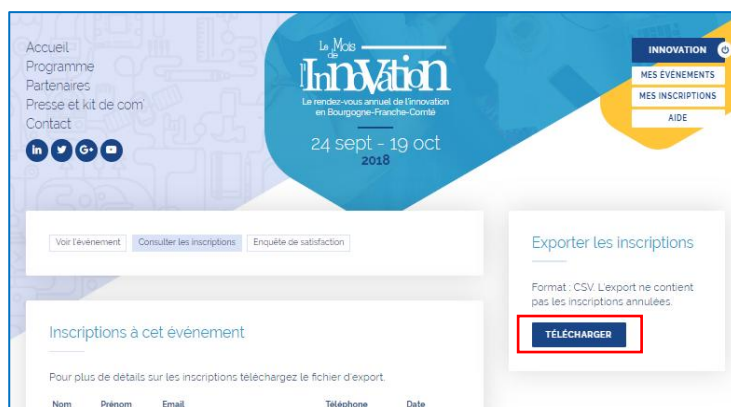 Accueil
Programme
Partenaires
Presse et kit de com'
Contact
Le Mois
de
l'Innovation
Le rendez-vous annuel de l'innovation
en Bourgogne-Franche-Comté
24 sept - 19 oct
2018
INNOVATION
MES ÉVÉNEMENTS
MES INSCRIPTIONS
AIDE
Voir l'événement
Consulter les inscriptions
Enquête de satisfaction
Exporter les inscriptions
Format : CSV. L'export ne contient
pas les inscriptions annulées.
TÉLÉCHARGER
Inscriptions à cet événement
Pour plus de détails sur les inscriptions téléchargez le fichier d'export.
Nom Prénom Email Téléphone Date